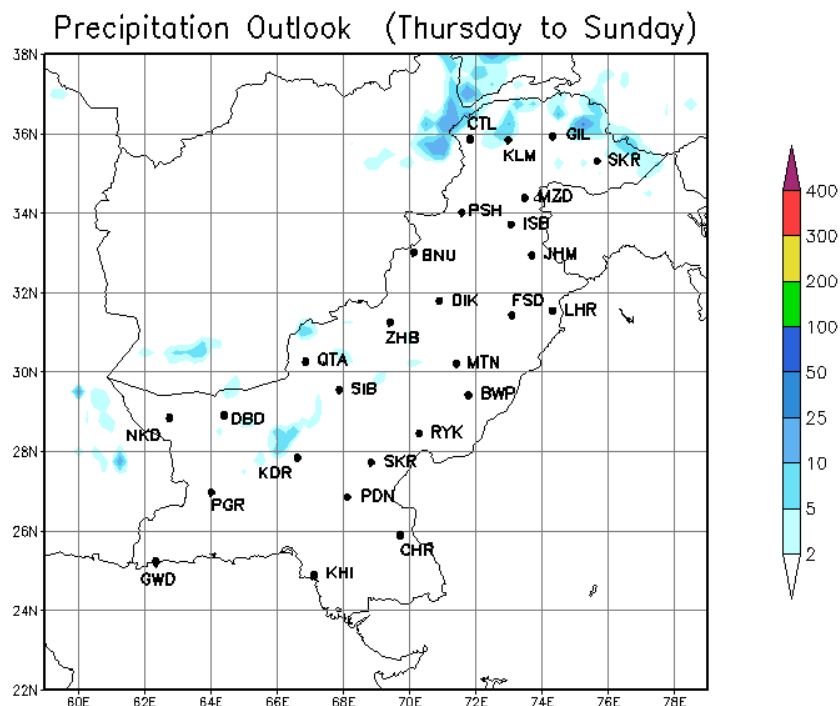 Precipitation Outlook (Thursday to Sunday)
38N
36N
34N
32N
30N
28N
26N
24N
22N
60E
62E
64E
66E
68E
70E
72E
74E
76E
78E
CTL
KLM
GIL
SKR
MZD
PSH
ISB
BNU
JHM
DIK
FSD
LHR
ZHB
QTA
MTN
SIB
BWP
DBD
NKD
RYK
KDR
SKR
PGR
PDN
CHR
GWD
KHI
400
300
200
100
50
25
10
5
2